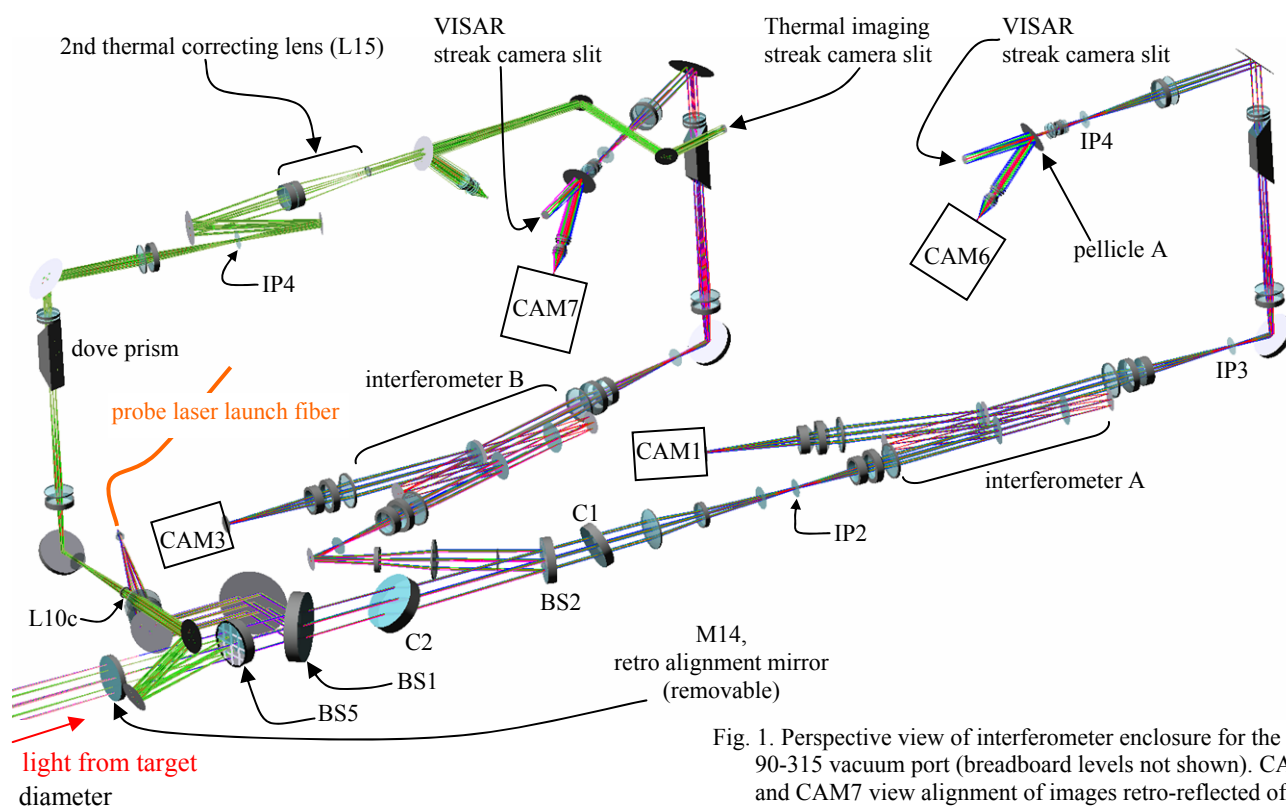 VISAR
streak camera slit
2nd thermal correcting lens (L15)
Thermal imaging
streak camera slit
VISAR
streak camera slit
IP4
pellicle A
CAM6
IP4
CAM7
dove prism
interferometer B
IP3
probe laser launch fiber
CAM1
interferometer A
CAM3
C1
IP2
L10c
C2
BS2
M14,
retro alignment mirror
(removable)
BS1
BS5
light from target
diameter
Fig. 1. Perspective view of interferometer enclosure for the
90-315 vacuum port (breadboard levels not shown).
and CAM7 view alignment of images retro-reflected